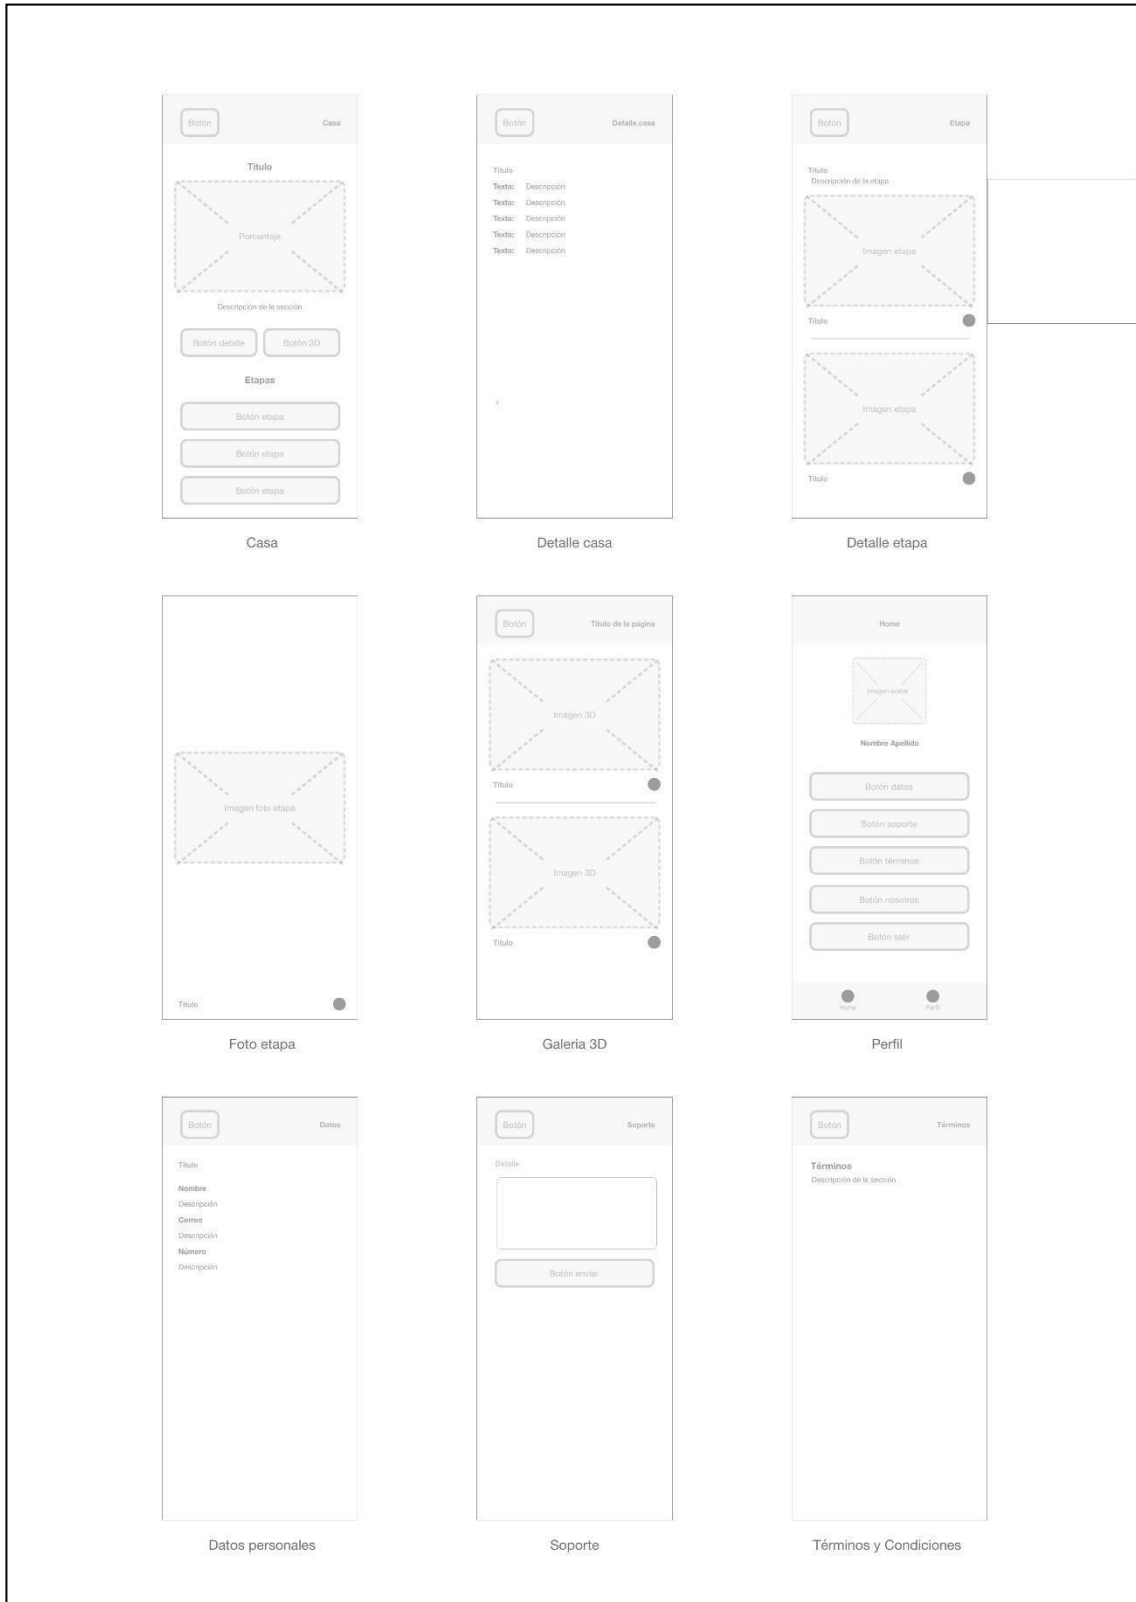 Botón Casa
Título
Porcentaje
Descripción de la sección
Botón detalle Botón 3D
Etapas
Botón etapa
Botón etapa
Botón etapa
Casa
Botón Detalle casa
Título
Texto: Descripción
Texto: Descripción
Texto: Descripción
Texto: Descripción
Texto: Descripción
Detalle casa
Botón Etapa
Título
Descripción de la etapa
Imagen etapa
Título
Imagen etapa
Título
Detalle etapa
Imagen foto etapa
Título
Foto etapa
Botón Título de la página
Imagen 3D
Título
Imagen 3D
Título
Galeria 3D
Home
Imagen avatar
Nombre Apellido
Botón datos
Botón soporte
Botón términos
Botón nosotros
Botón salir
Home Perfil
Perfil
Botón Datos
Título
Nombre
Descripción
Correo
Descripción
Número
Descripción
Datos personales
Botón Soporte
Detalle
Botón enviar
Soporte
Botón Términos
Términos
Descripción de la sección
Términos y Condiciones